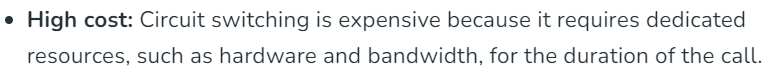 • High cost: Circuit switching is expensive because it requires dedicated
resources, such as hardware and bandwidth, for the duration of the call.